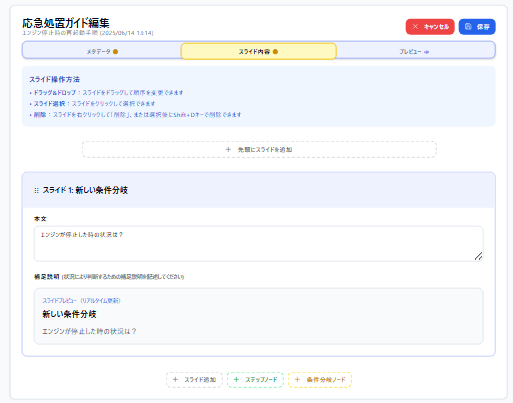 応急処置ガイド編集
エンジン停止時の再起動手順 (2025/06/14 13:14)
キャンセル
保存
メタデータ
スライド内容
プレビュー
スライド操作方法
• ドラッグ&ドロップ：スライドをドラッグして順序を変更できます
• スライド選択：スライドをクリックして選択できます
• 削除：スライドを右クリックして「削除」、または選択後にShift+Dキーで削除できます
+ 先頭にスライドを追加
スライド 1: 新しい条件分岐
本文
エンジンが停止した時の状況は？
補足説明 (状況により判断するための補足説明を記述してください)
スライドプレビュー（リアルタイム更新）
新しい条件分岐
エンジンが停止した時の状況は？
+ スライド追加
+ ステップノード
+ 条件分岐ノード